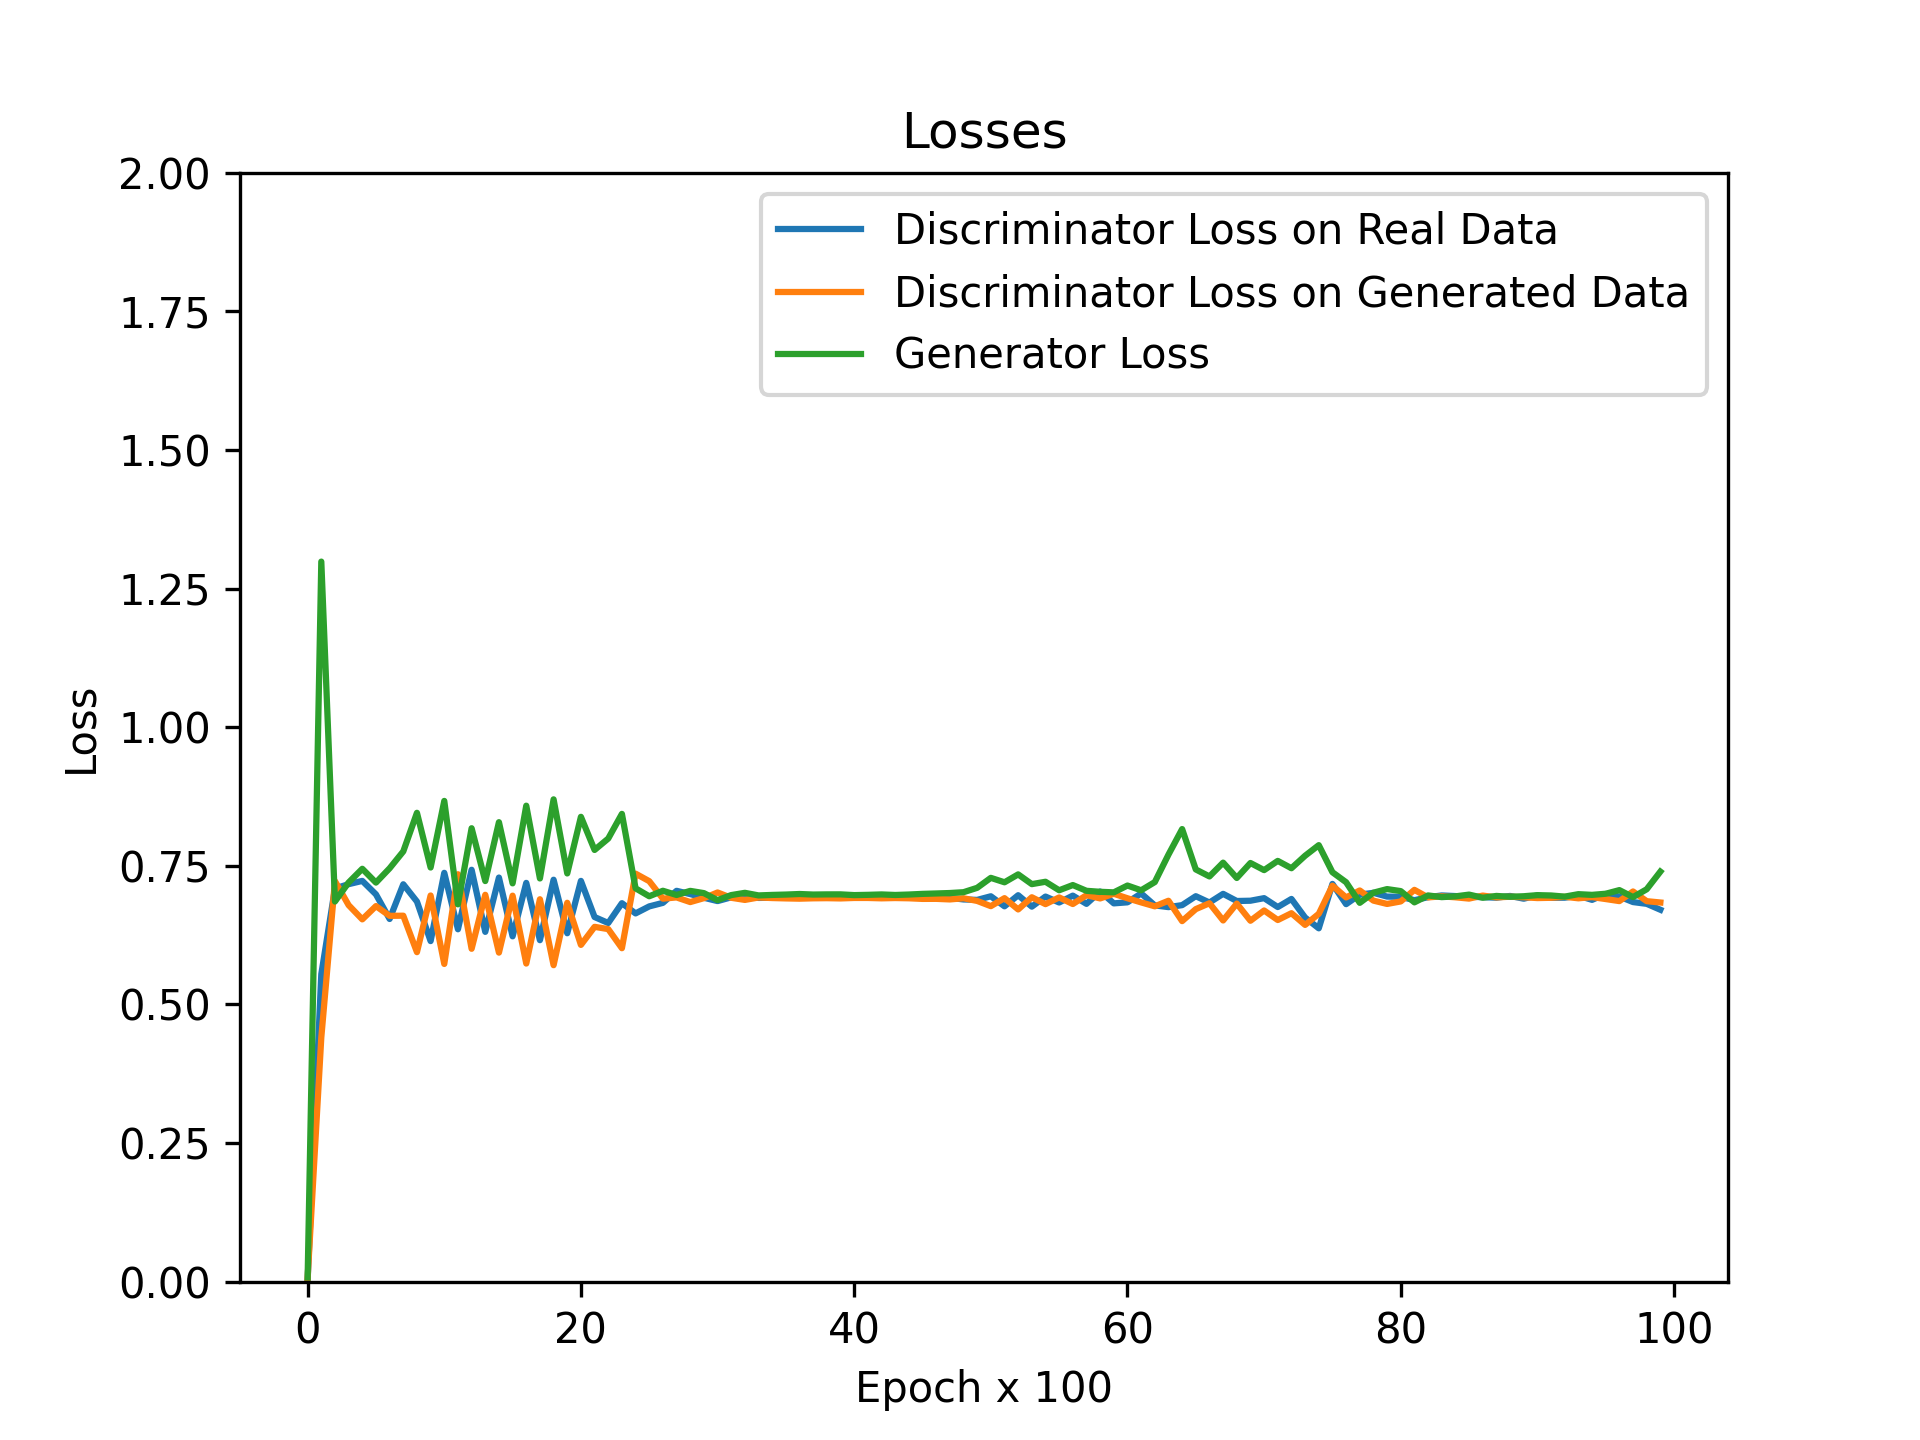 Losses
2.00
1.75
1.50
1.25
1.00
0.75
0.50
0.25
0.00
Loss
Discriminator Loss on Real Data
Discriminator Loss on Generated Data
Generator Loss
0 20 40 60 80 100
Epoch x 100